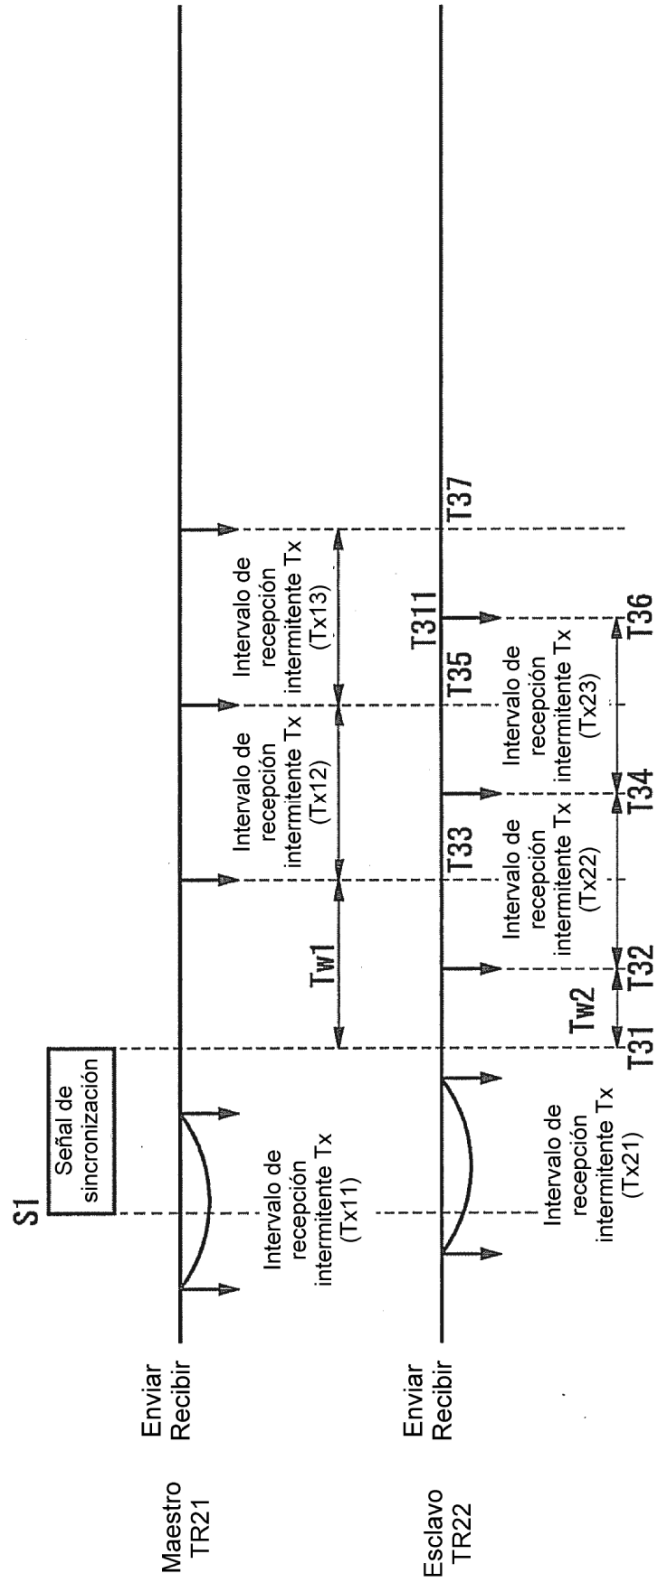 S1
Señal de
sincronización
Maestro
TR21
Enviar
Recibir
Intervalo de
recepción
intermitente Tx
(Tx11)
Tw1
Intervalo de
recepción
intermitente Tx
(Tx12)
Intervalo de
recepción
intermitente Tx
(Tx13)
Esclavo
TR22
Enviar
Recibir
T33
T35
T311
T37
Intervalo de
recepción
intermitente Tx
(Tx21)
Tw2
Intervalo de
recepción
intermitente Tx
(Tx22)
Intervalo de
recepción
intermitente Tx
(Tx23)
T31
T32
T34
T36